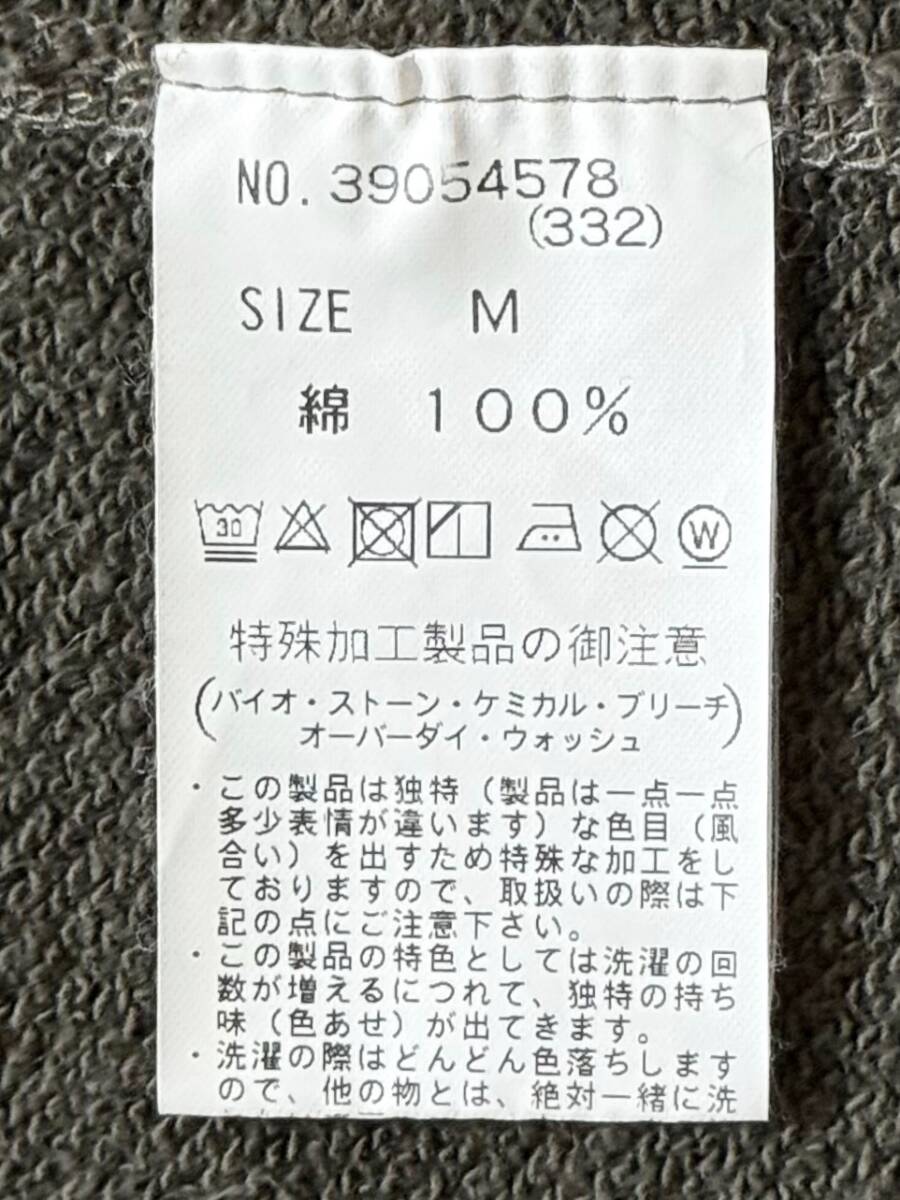 NO.39054578
(332)
SIZE M
綿 100%
30
W
特殊加工製品の御注意
(バイオ・ストーン・ケミカル・ブリーチ
オーバーダイ・ウォッシュ)
・この製品は独特(製品は一点一点
多少表情が違います)な色目(風
合い)を出すため特殊な加工をし
ておりますので、取扱いの際は下
記の点にご注意下さい。
・この製品の特色としては洗濯の回
数が増えるにつれて、独特の持ち
味(色あせ)が出てきます。
・洗濯の際はどんどん色落ちします
ので、他の物とは、絶対一緒に洗